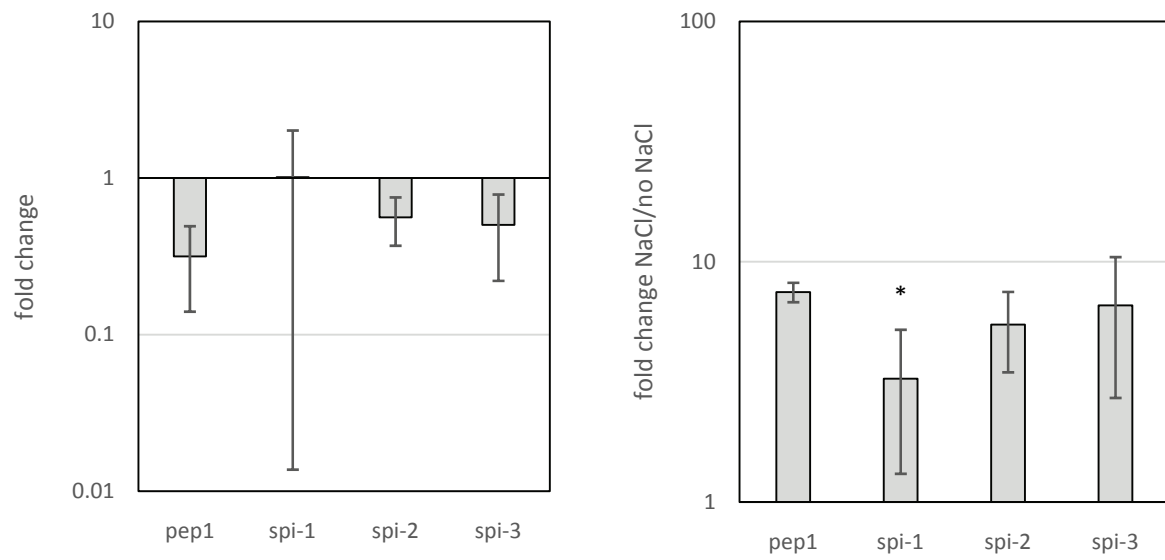 10
1
0.1
0.01
fold change
pep1 spi-1 spi-2 spi-3
100
10
1
fold change NaCl/no NaCl
*
pep1 spi-1 spi-2 spi-3